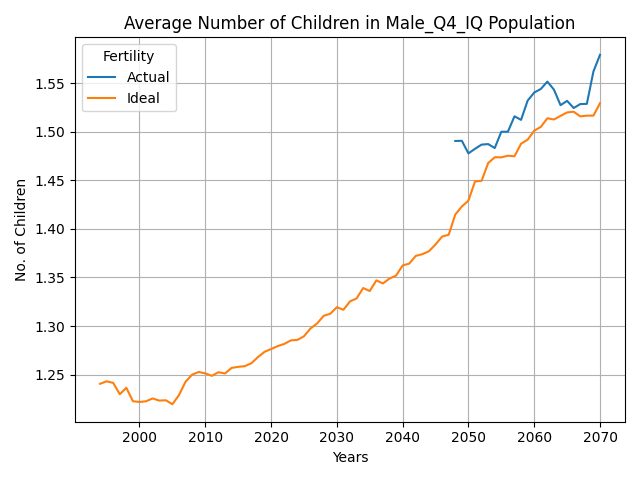 Average Number of Children in Male_Q4_IQ Population
Fertility
Actual
Ideal
No. of Children
1.55
1.50
1.45
1.40
1.35
1.30
1.25
2000 2010 2020 2030 2040 2050 2060 2070
Years